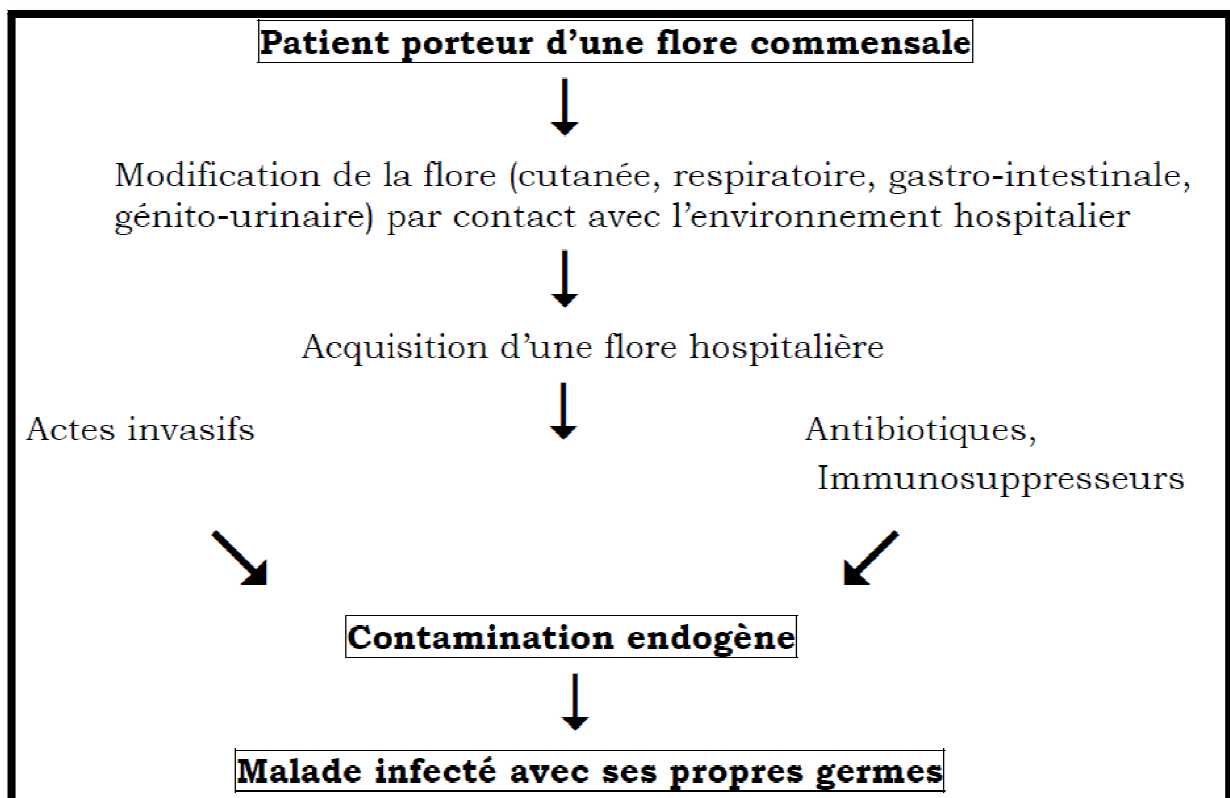 Patient porteur d’une flore commensale
Modification de la flore (cutanée, respiratoire, gastro-intestinale,
génito-urinaire) par contact avec l’environnement hospitalier
Acquisition d’une flore hospitalière
Actes invasifs
Antibiotiques,
Immunosuppresseurs
Contamination endogène
Malade infecté avec ses propres germes